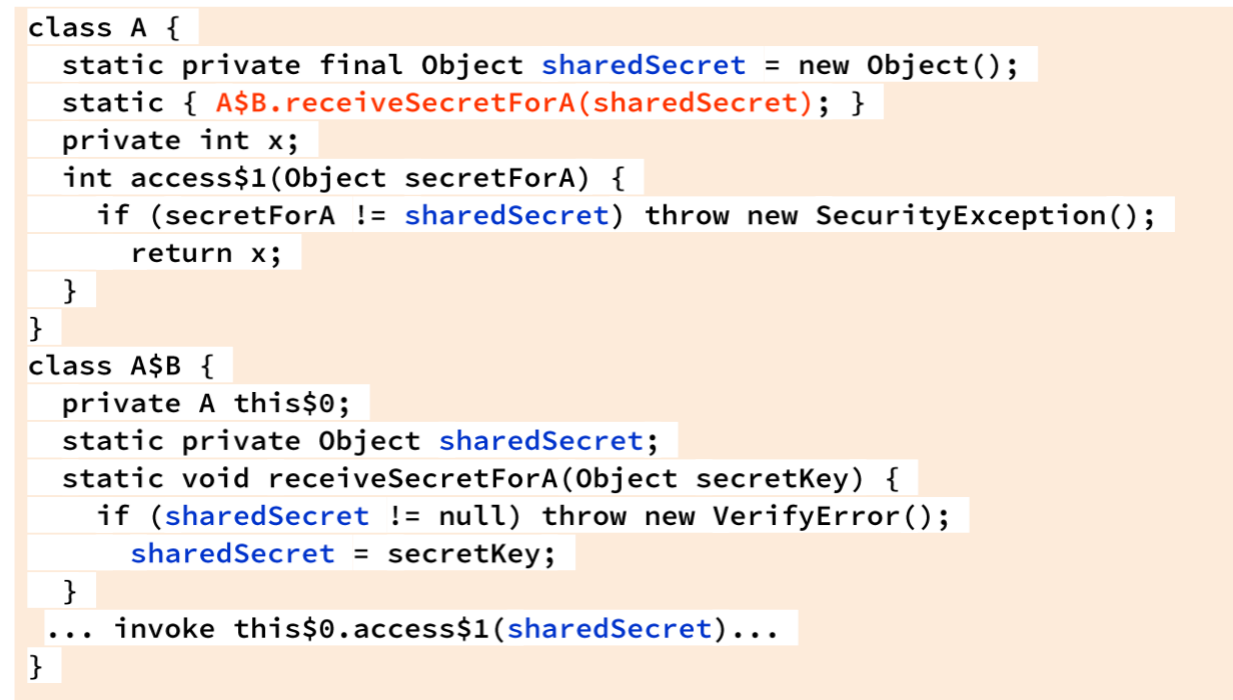 class A {
  static private final Object sharedSecret = new Object();
  static { A$B.receiveSecretForA(sharedSecret); }
  private int x;
  int access$1(Object secretForA) {
    if (secretForA != sharedSecret) throw new SecurityException();
      return x;
  }
}
class A$B {
  private A this$0;
  static private Object sharedSecret;
  static void receiveSecretForA(Object secretKey) {
    if (sharedSecret != null) throw new VerifyError();
      sharedSecret = secretKey;
  }
 ... invoke this$0.access$1(sharedSecret)...
}